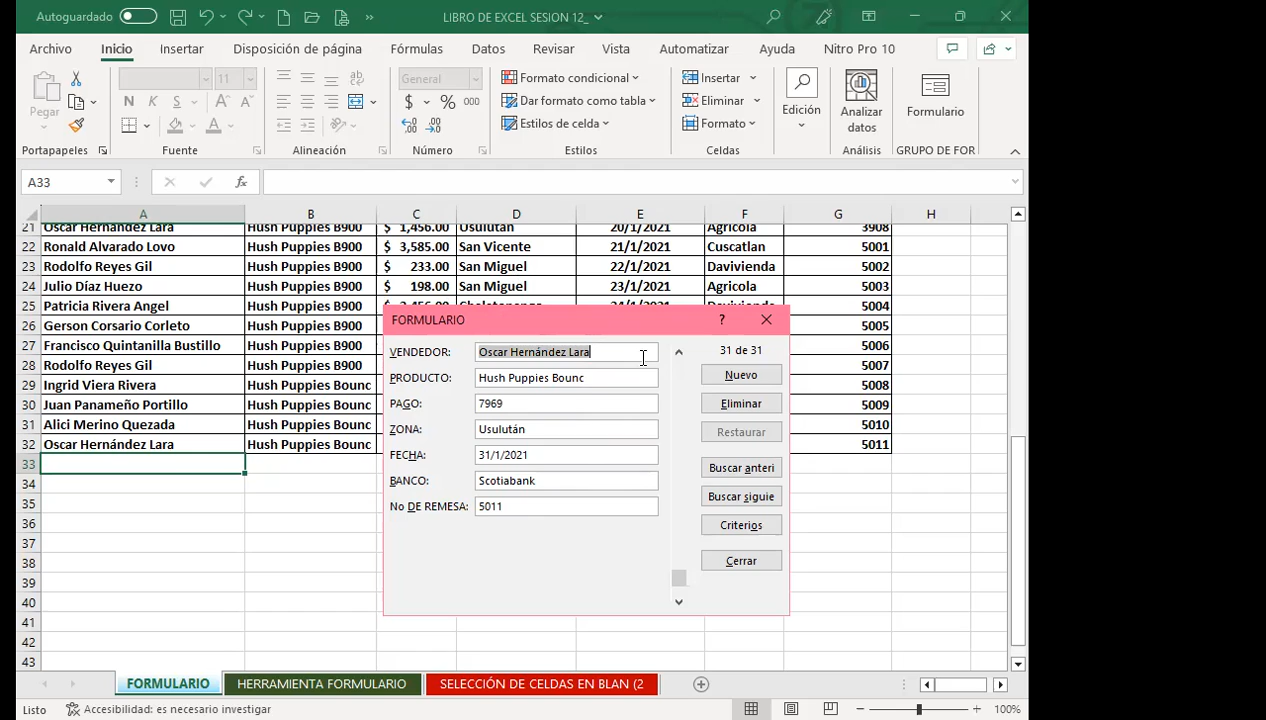 Autoguardado LIBRO DE EXCEL SESION 12_
Archivo Inicio Insertar Disposición de página Fórmulas Datos Revisar Vista Automatizar Ayuda Nitro Pro 10
Pegar
11
N K S A A
General
$ % 000
Formato condicional
Dar formato como tabla
Estilos de celda
Insertar
Eliminar
Formato
Edición
Analizar datos
Formulario
Portapapeles Fuente Alineación Número Estilos Celdas Análisis GRUPO DE FOR
A33 fx
A B C D E F G H
21 Oscar Hernández Lara Hush Puppies B900 $ 1,456.00 Usulután 20/1/2021 Agricola 3908
22 Ronald Alvarado Lovo Hush Puppies B900 $ 3,585.00 San Vicente 21/1/2021 Cuscatlan 5001
23 Rodolfo Reyes Gil Hush Puppies B900 $ 233.00 San Miguel 22/1/2021 Davivienda 5002
24 Julio Díaz Huezo Hush Puppies B900 $ 198.00 San Miguel 23/1/2021 Agricola 5003
25 Patricia Rivera Angel Hush Puppies B900 5004
26 Gerson Corsario Corleto Hush Puppies B900 5005
27 Francisco Quintanilla Bustillo Hush Puppies B900 5006
28 Rodolfo Reyes Gil Hush Puppies B900 5007
29 Ingrid Viera Rivera Hush Puppies Bounc 5008
30 Juan Panameño Portillo Hush Puppies Bounc 5009
31 Alici Merino Quezada Hush Puppies Bounc 5010
32 Oscar Hernández Lara Hush Puppies Bounc 5011
33
34
35
36
37
38
39
40
41
42
43
FORMULARIO ?
VENDEDOR: Oscar Hernández Lara
PRODUCTO: Hush Puppies Bounc
PAGO: 7969
ZONA: Usulután
FECHA: 31/1/2021
BANCO: Scotiabank
No DE REMESA: 5011
31 de 31
Nuevo
Eliminar
Restaurar
Buscar anteri
Buscar siguie
Criterios
Cerrar
FORMULARIO HERRAMIENTA FORMULARIO SELECCIÓN DE CELDAS EN BLAN (2
Listo Accesibilidad: es necesario investigar 100%